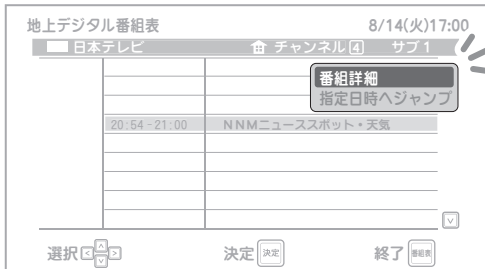 地上デジタル番組表 8/14(火)17:00
日本テレビ チャンネル4 サブ1
番組詳細
指定日時へジャンプ
20:54-21:00 NNMニューススポット・天気
選択 決定 決定 終了 番組表